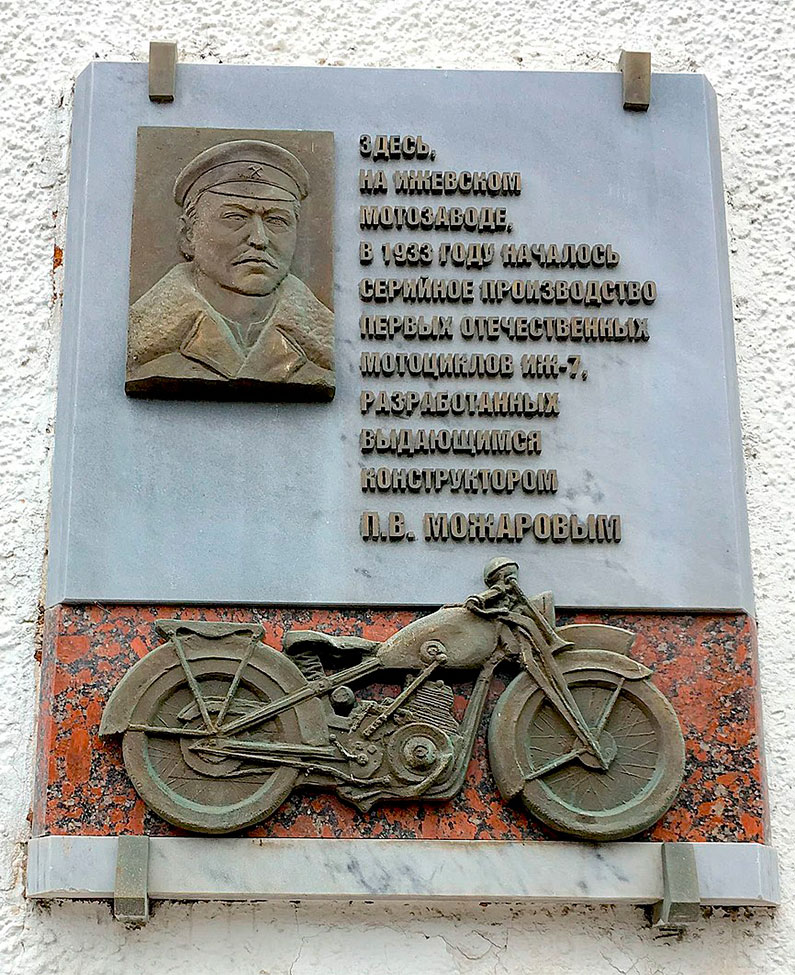 ЗДЕСЬ,
НА ИЖЕВСКОМ
МОТОЗАВОДЕ,
В 1933 ГОДУ НАЧАЛОСЬ
СЕРИЙНОЕ ПРОИЗВОДСТВО
ПЕРВЫХ ОТЕЧЕСТВЕННЫХ
МОТОЦИКЛОВ ИЖ-7,
РАЗРАБОТАННЫХ
ВЫДАЮЩИМСЯ
КОНСТРУКТОРОМ
П.В. МОЖАРОВЫМ